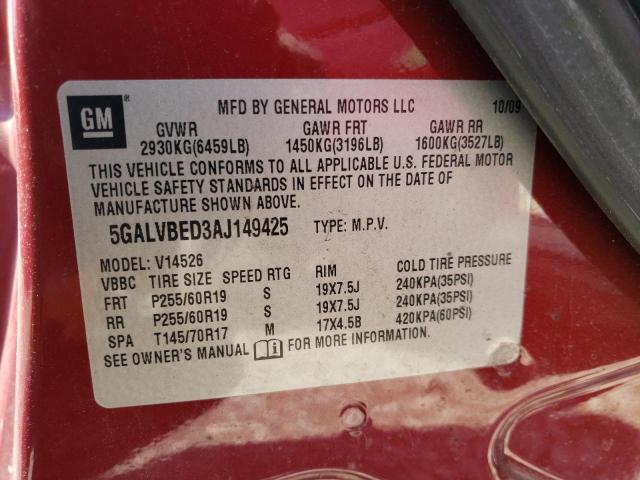 GM
MFD BY GENERAL MOTORS LLC 10/09
GVWR GAWR FRT GAWR RR
2930KG(6459LB) 1450KG(3196LB) 1600KG(3527LB)
THIS VEHICLE CONFORMS TO ALL APPLICABLE U.S. FEDERAL MOTOR
VEHICLE SAFETY STANDARDS IN EFFECT ON THE DATE OF
MANUFACTURE SHOWN ABOVE.
5GALVBED3AJ149425 TYPE: M.P.V.
MODEL: V14526
VBBC TIRE SIZE SPEED RTG RIM COLD TIRE PRESSURE
FRT P255/60R19 S 19X7.5J 240KPA(35PSI)
RR P255/60R19 S 19X7.5J 240KPA(35PSI)
SPA T145/70R17 M 17X4.5B 420KPA(60PSI)
SEE OWNER'S MANUAL i FOR MORE INFORMATION.